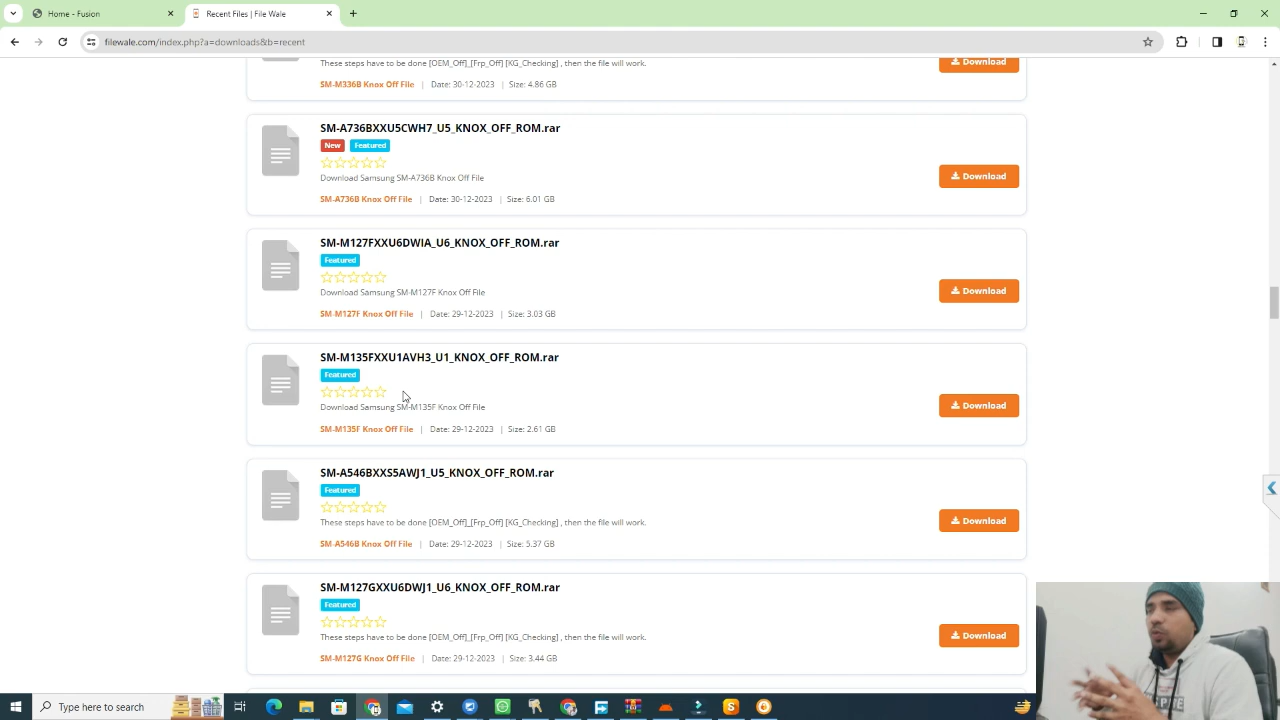 Home - Fusion
Recent Files | File Wale
filewale.com/index.php?a=downloads&b=recent
These steps have to be done [OEM_Off]_[Frp_Off] [KG_Checking] , then the file will work.
Download
SM-M336B Knox Off File | Date: 30-12-2023 | Size: 4.86 GB
SM-A736BXXU5CWH7_U5_KNOX_OFF_ROM.rar
New Featured
Download Samsung SM-A736B Knox Off File
Download
SM-A736B Knox Off File | Date: 30-12-2023 | Size: 6.01 GB
SM-M127FXXU6DWIA_U6_KNOX_OFF_ROM.rar
Featured
Download Samsung SM-M127F Knox Off File
Download
SM-M127F Knox Off File | Date: 29-12-2023 | Size: 3.03 GB
SM-M135FXXU1AVH3_U1_KNOX_OFF_ROM.rar
Featured
Download Samsung SM-M135F Knox Off File
Download
SM-M135F Knox Off File | Date: 29-12-2023 | Size: 2.61 GB
SM-A546BXXS5AWJ1_U5_KNOX_OFF_ROM.rar
Featured
These steps have to be done [OEM_Off]_[Frp_Off] [KG_Checking] , then the file will work.
Download
SM-A546B Knox Off File | Date: 29-12-2023 | Size: 5.37 GB
SM-M127GXXU6DWJ1_U6_KNOX_OFF_ROM.rar
Featured
These steps have to be done [OEM_Off]_[Frp_Off] [KG_Checking] , then the file will work.
Download
SM-M127G Knox Off File | Date: 29-12-2023 | Size: 3.44 GB
Type here to search